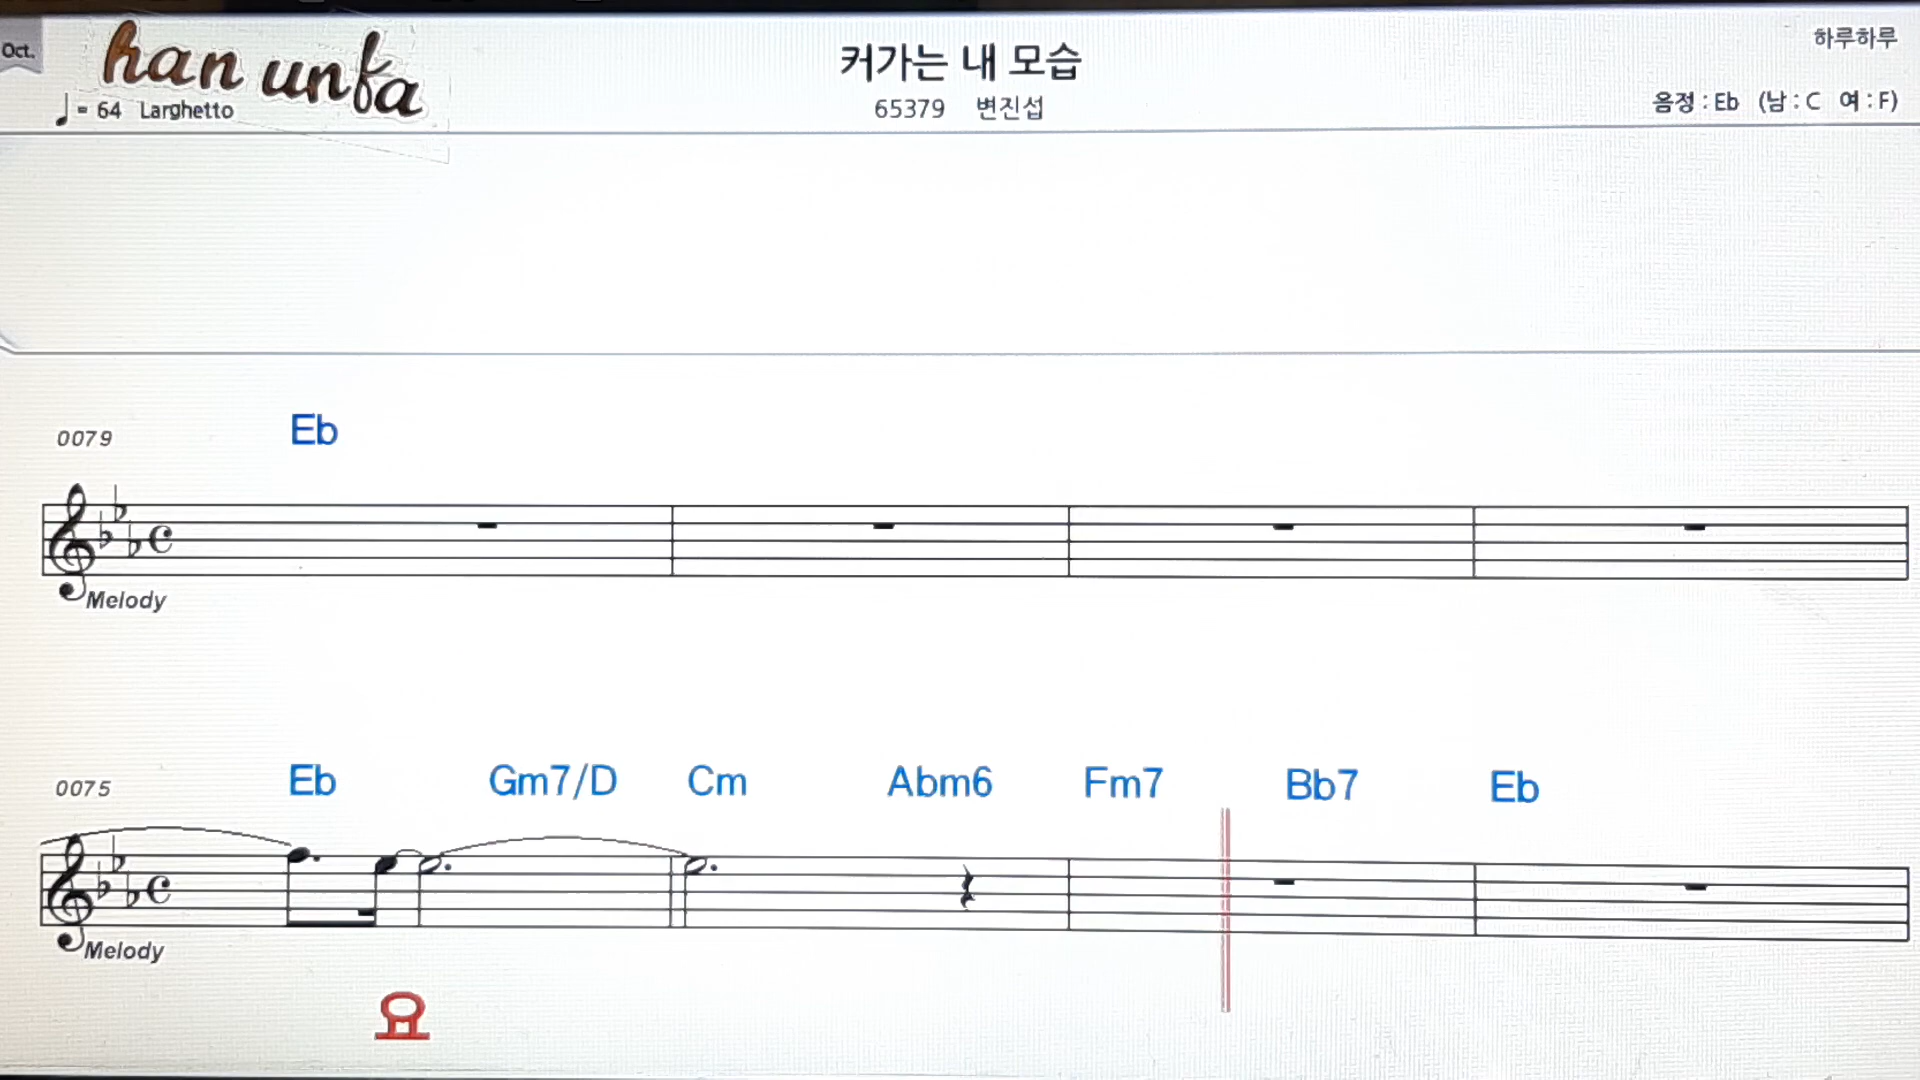 Oct.
han unfa
커가는 내 모습
하루하루
♩ = 64 Larghetto
65379 변진섭
음정 : Eb (남 : C 여 : F)
0079 Eb
Melody
0075 Eb Gm7/D Cm Abm6 Fm7 Bb7 Eb
Melody
요